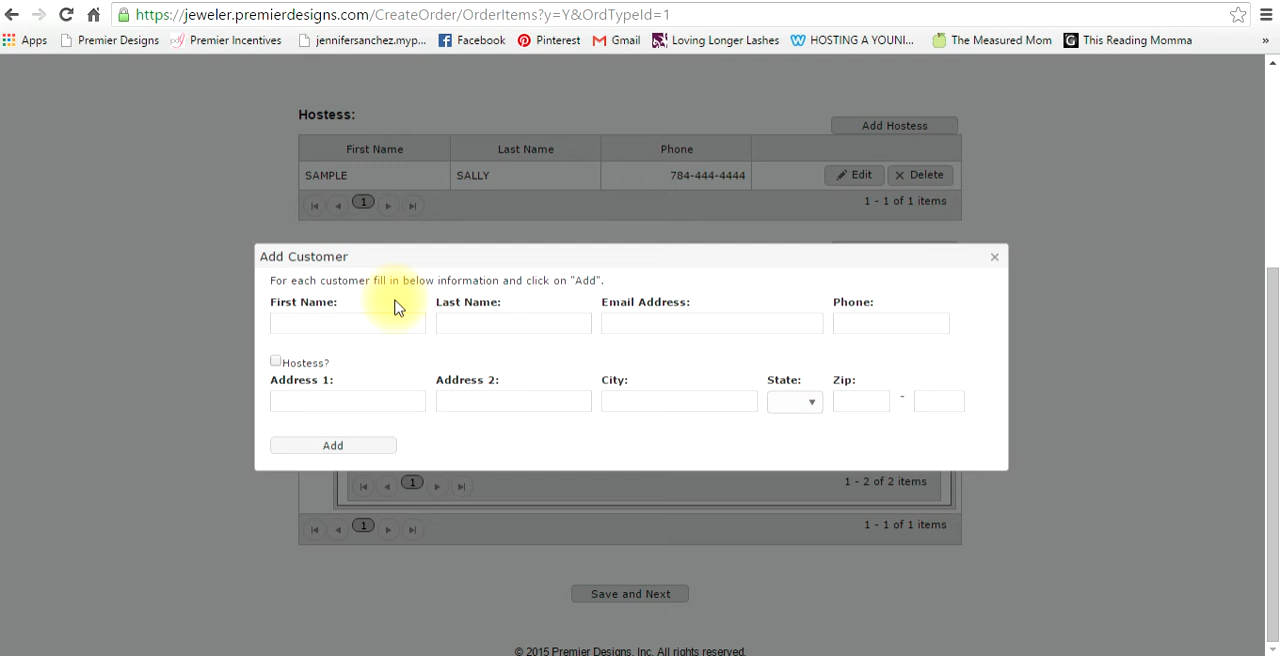 https://jeweler.premierdesigns.com/CreateOrder/OrderItems?y=Y&OrdTypeId=1
Apps Premier Designs Premier Incentives jennifersanchez.myp... Facebook Pinterest Gmail Loving Longer Lashes HOSTING A YOUNI... The Measured Mom This Reading Momma »
Hostess:
Add Hostess
First Name Last Name Phone
SAMPLE SALLY 784-444-4444 Edit Delete
1 1 - 1 of 1 items
Add Customer
For each customer fill in below information and click on "Add".
First Name: Last Name: Email Address: Phone:
Hostess?
Address 1: Address 2: City: State: Zip:
-
Add
1 1 - 2 of 2 items
1 1 - 1 of 1 items
Save and Next
© 2015 Premier Designs, Inc. All rights reserved.